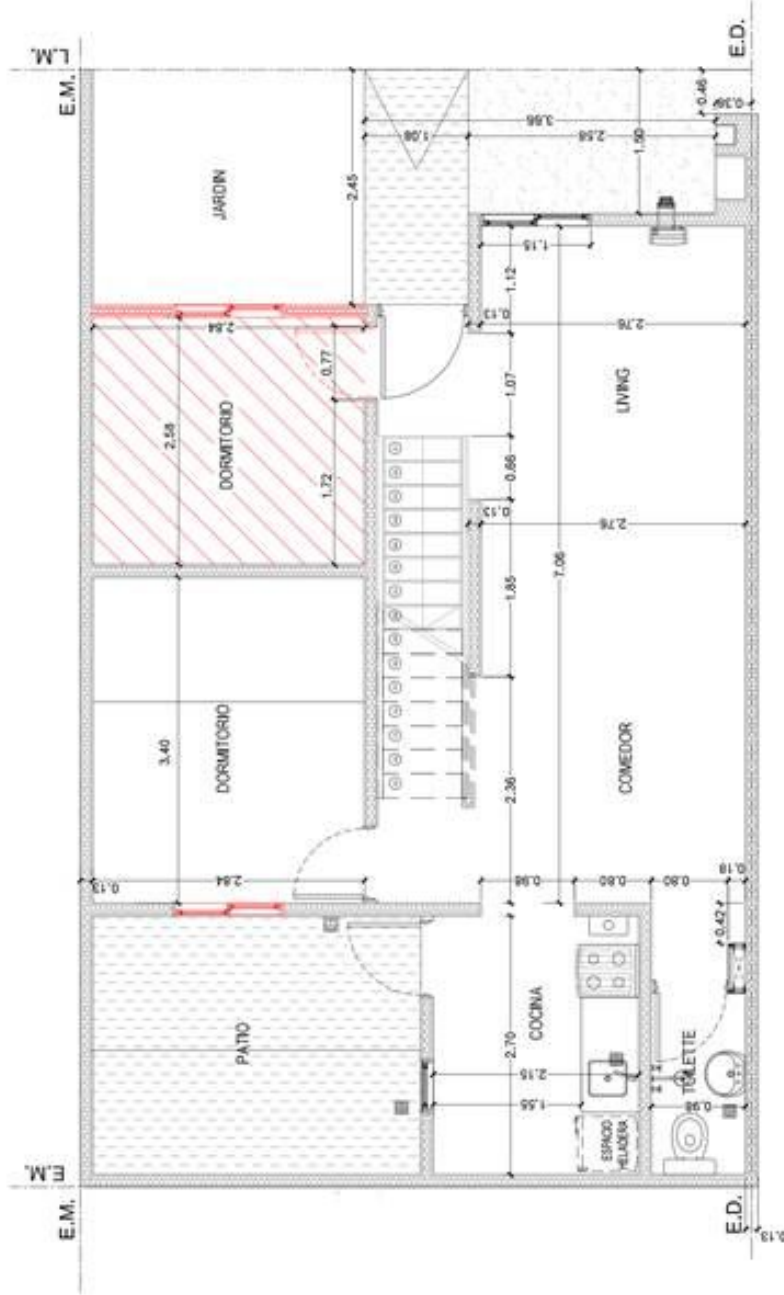 E.M.
L.M.
E.M.
E.M.
0.13
3.40
2.58
2.84
2.84
PATIO
DORMITORIO
DORMITORIO
JARDIN
1.72
0.77
2.45
1.08
3.66
2.70
0.13
0.13
2.36
1.85
0.66
1.07
1.12
COCINA
0.98
1.15
2.15
1.55
7.06
2.58
1.50
ESPACIO
HELADERA
0.80
COMEDOR
LIVING
2.76
2.76
TOILETTE
0.80
0.98
0.42
0.18
0.46
0.36
E.D.
E.D.
0.13